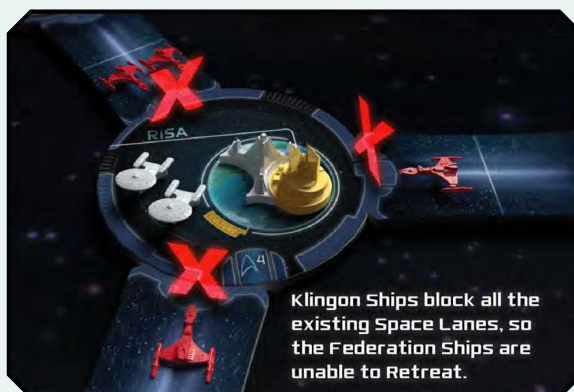 RISA
4
Klingon Ships block all the
existing Space Lanes, so
the Federation Ships are
unable to Retreat.